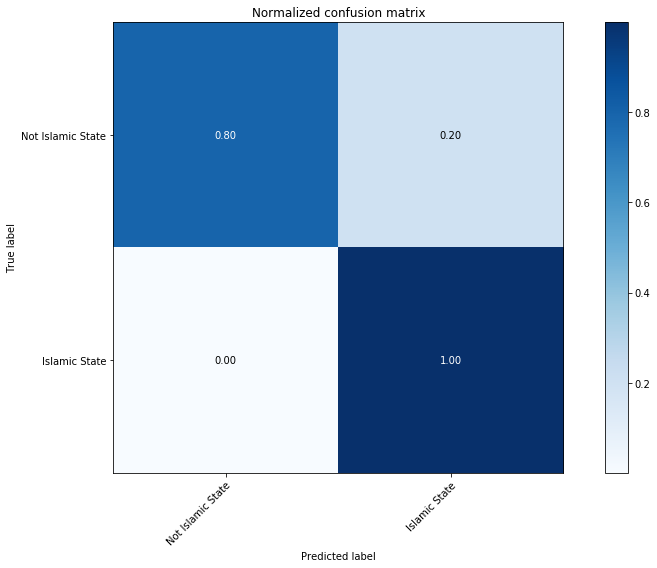 Normalized confusion matrix
Not Islamic State
0.80
0.20
0.8
0.6
True label
0.4
Islamic State
0.00
1.00
0.2
Not Islamic State
Islamic State
Predicted label